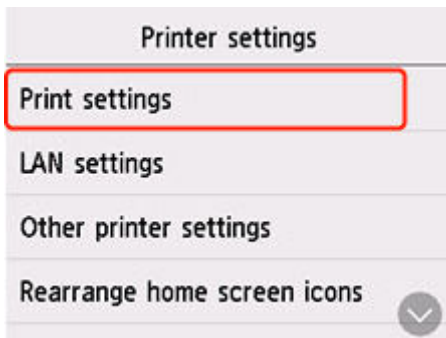 Printer settings
Print settings
LAN settings
Other printer settings
Rearrange home screen icons